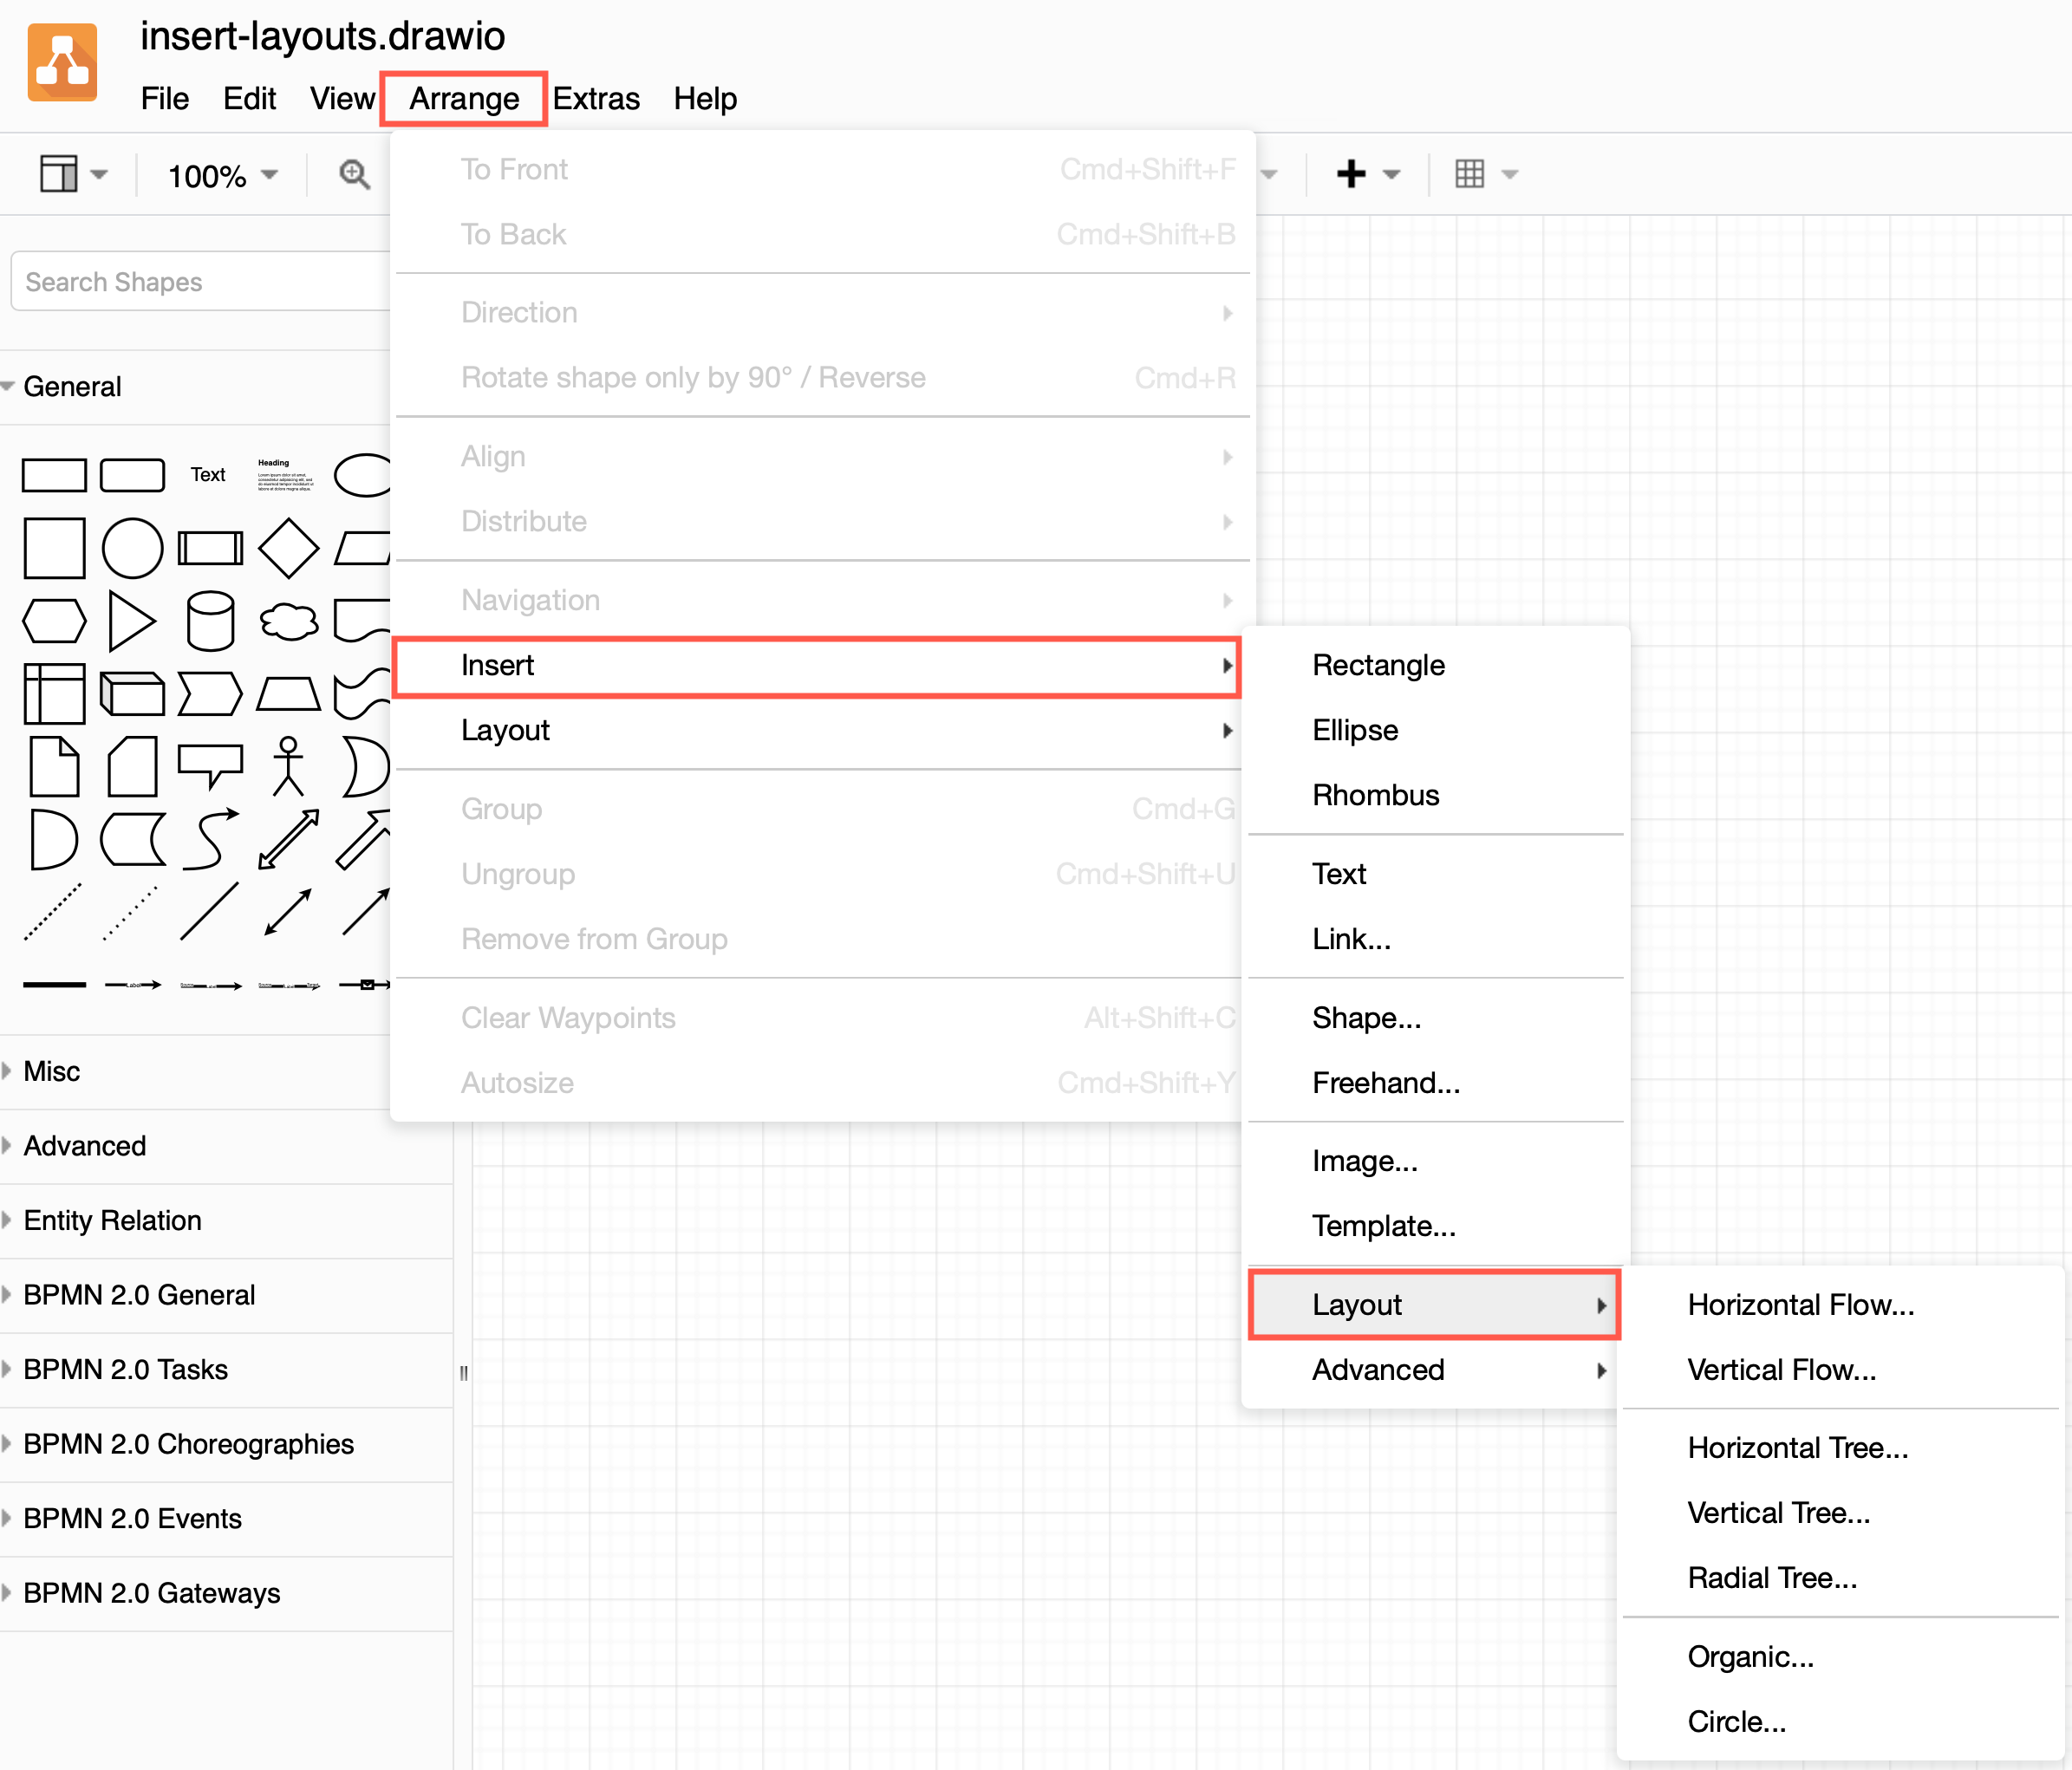 insert-layouts.drawio
File Edit View Arrange Extras Help
100%
Search Shapes
General
Text
Heading
Misc
Advanced
Entity Relation
BPMN 2.0 General
BPMN 2.0 Tasks
BPMN 2.0 Choreographies
BPMN 2.0 Events
BPMN 2.0 Gateways
To Front Cmd+Shift+F
To Back Cmd+Shift+B
Direction
Rotate shape only by 90° / Reverse Cmd+R
Align
Distribute
Navigation
Insert
Layout
Group Cmd+G
Ungroup Cmd+Shift+U
Remove from Group
Clear Waypoints Alt+Shift+C
Autosize Cmd+Shift+Y
Rectangle
Ellipse
Rhombus
Text
Link...
Shape...
Freehand...
Image...
Template...
Layout
Advanced
Horizontal Flow...
Vertical Flow...
Horizontal Tree...
Vertical Tree...
Radial Tree...
Organic...
Circle...